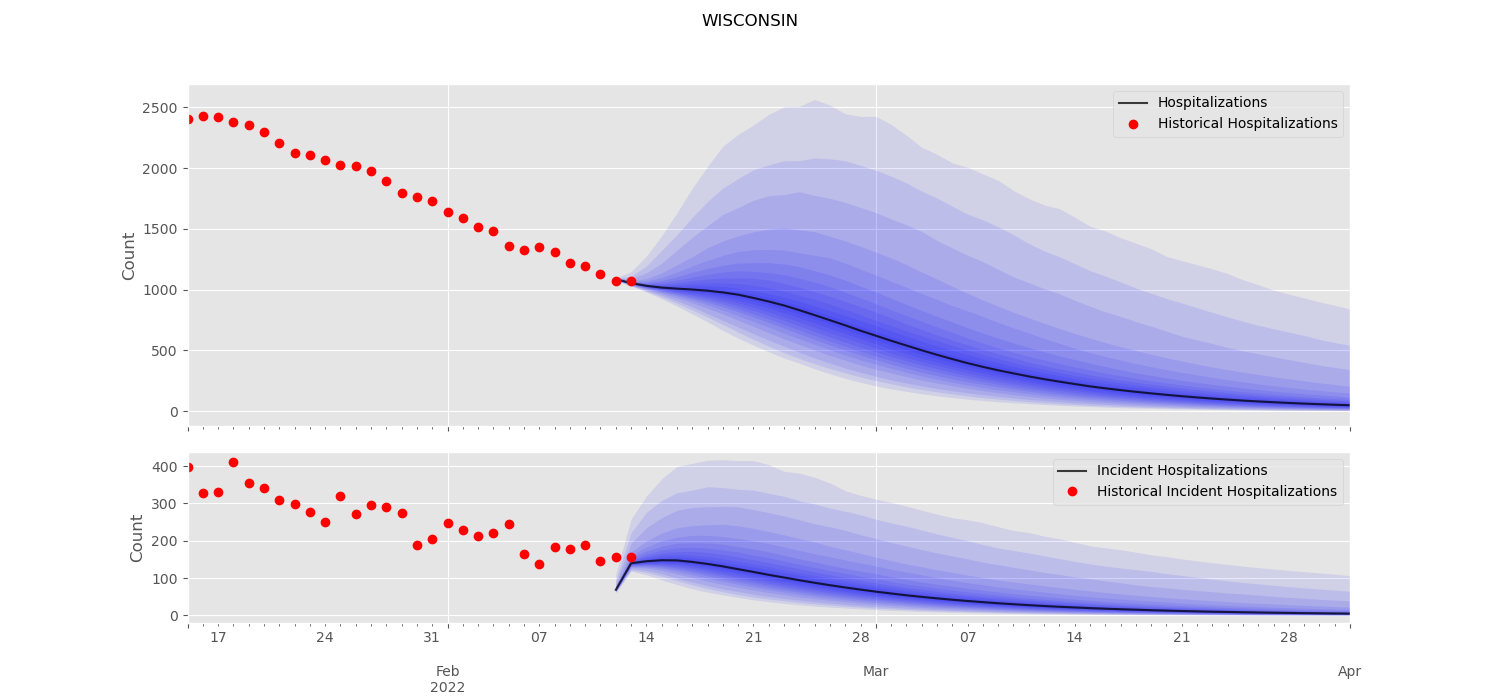 WISCONSIN
Count
2500
2000
1500
1000
500
0
Hospitalizations
Historical Hospitalizations
Count
400
300
200
100
0
Incident Hospitalizations
Historical Incident Hospitalizations
17 24 31 07 14 21 28 07 14 21 28
Feb Mar Apr
2022